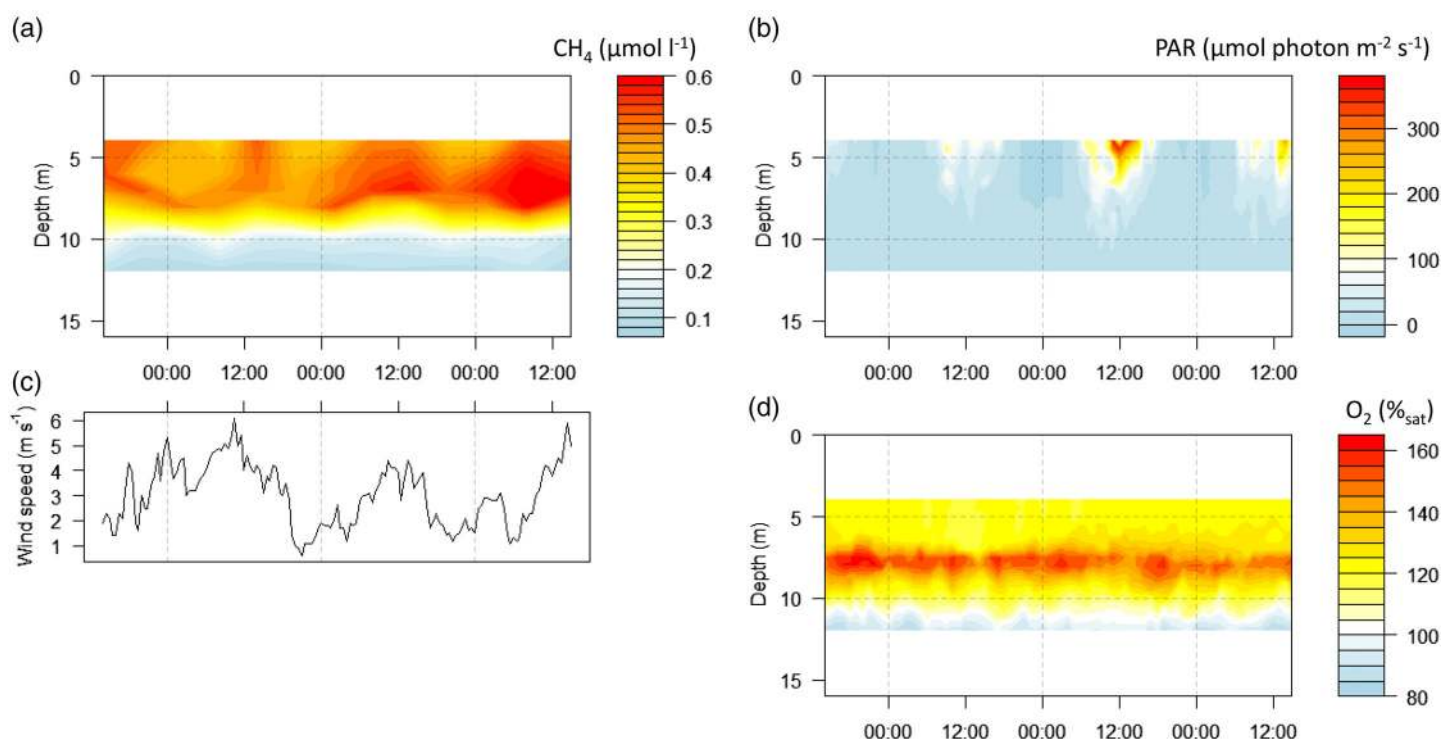 (a)
CH4 (µmol l-1)
0
5
10
15
Depth (m)
0.6
0.5
0.4
0.3
0.2
0.1
00:00 12:00 00:00 12:00 00:00 12:00
(b)
PAR (µmol photon m-2 s-1)
0
5
10
15
Depth (m)
300
200
100
0
00:00 12:00 00:00 12:00 00:00 12:00
(c)
Wind speed (m s-1)
6
5
4
3
2
1
(d)
O2 (%sat)
0
5
10
15
Depth (m)
160
140
120
100
80
00:00 12:00 00:00 12:00 00:00 12:00